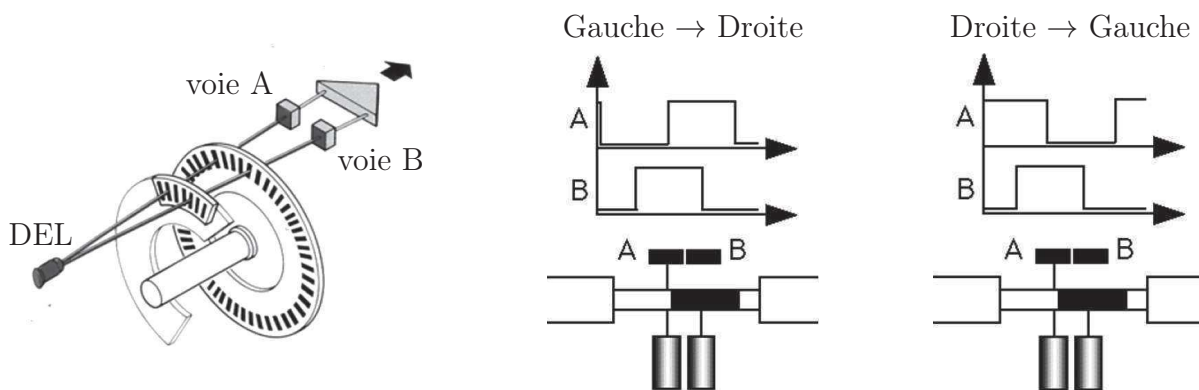 voie A
voie B
DEL
Gauche → Droite
A
B
A B
Droite → Gauche
A
B
A B